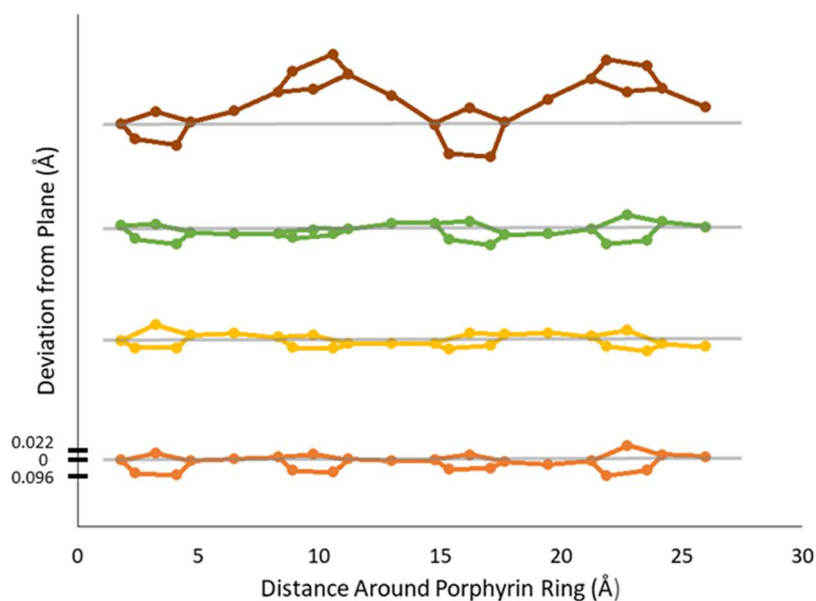 Deviation from Plane (Å)
0.022
0
0.096
0 5 10 15 20 25 30
Distance Around Porphyrin Ring (Å)